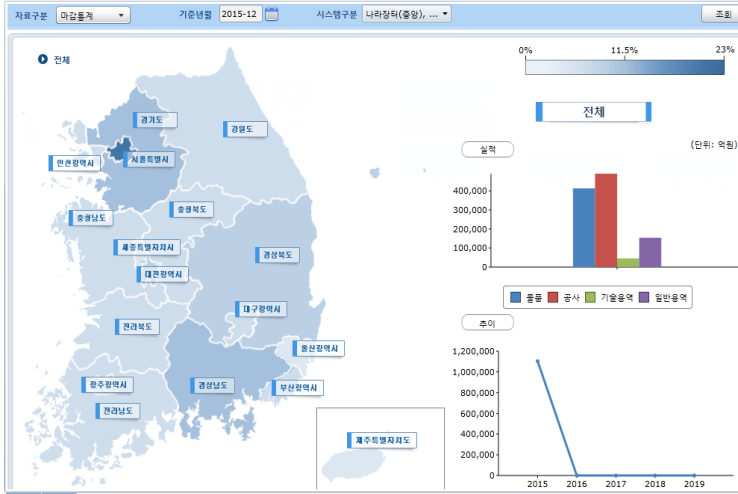 자료구분 마감통계 기준년월 2015-12 시스템구분 나라장터(중앙), ... 조회
전체
0% 11.5% 23%
전체
실적
(단위: 억원)
경기도
강원도
인천광역시
서울특별시
충청북도
충청남도
세종특별자치시
경상북도
대전광역시
대구광역시
전라북도
울산광역시
광주광역시
경상남도
부산광역시
전라남도
제주특별자치도
400,000
300,000
200,000
100,000
0
물품 공사 기술용역 일반용역
추이
1,200,000
1,000,000
800,000
600,000
400,000
200,000
0
2015 2016 2017 2018 2019